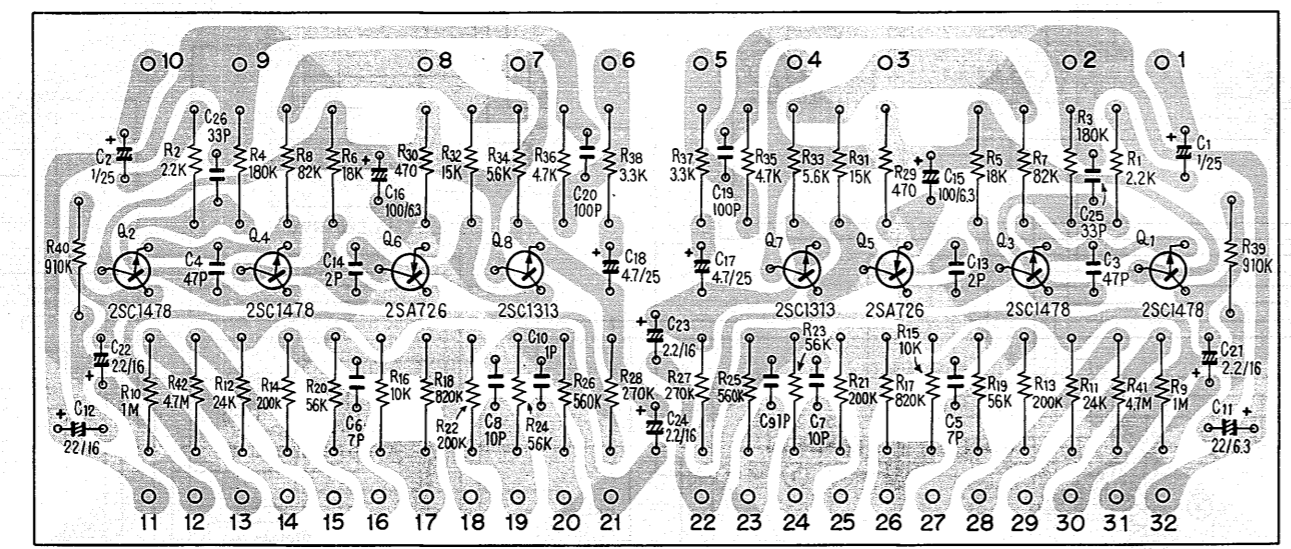 10 9 8 7 6 5 4 3 2 1
+ C2 1/25
R2 2.2K
C26 33P
R4 180K
R8 82K
R6 18K
+ C16 100/6.3
R30 470
R32 15K
R34 5.6K
R36 4.7K
C20 100P
R38 3.3K
R37 3.3K
C19 100P
R35 4.7K
R33 5.6K
R31 15K
R29 470
+ C15 100/6.3
R5 18K
R7 82K
R3 180K
C25 33P
R1 2.2K
+ C1 1/25
R40 910K
Q2 2SC1478
C4 47P
Q4 2SC1478
C14 2P
Q6 2SA726
Q8 2SC1313
+ C18 4.7/25
+ C17 4.7/25
Q7 2SC1313
Q5 2SA726
C13 2P
Q3 2SC1478
C3 47P
Q1 2SC1478
R39 910K
C22 2.2/16 +
+ C12 22/16
R10 1M
R42 4.7M
R12 24K
R14 200K
R20 56K
C6 7P
R16 10K
R18 820K
R22 200K
C8 10P
R24 56K
C10 1P
R26 560K
R28 270K
+ C23 2.2/16
+ C24 2.2/16
R27 270K
R25 560K
C9 1P
R23 56K
C7 10P
R21 200K
R17 820K
R15 10K
C5 7P
R19 56K
R13 200K
R11 24K
R41 4.7M
R9 1M
C21 2.2/16 +
C11 + 22/6.3
11 12 13 14 15 16 17 18 19 20 21 22 23 24 25 26 27 28 29 30 31 32